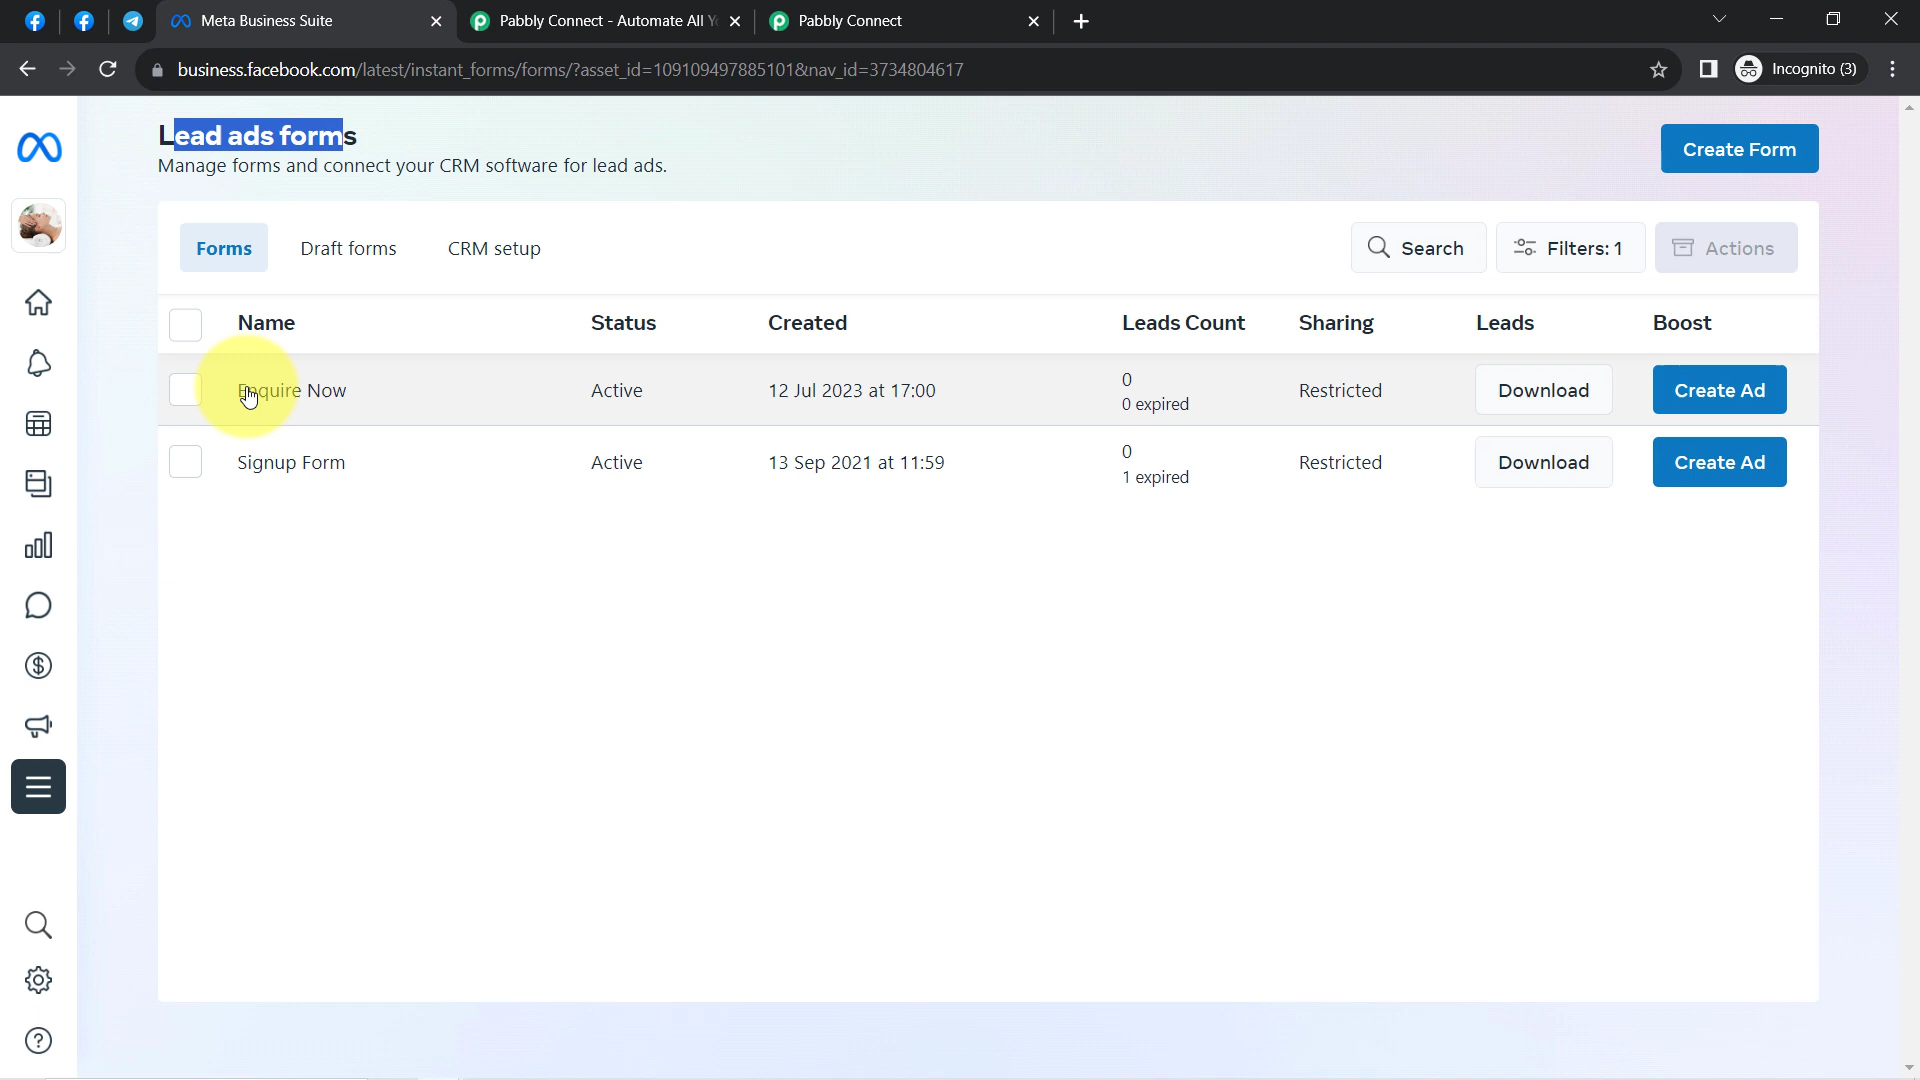 Meta Business Suite
Pabbly Connect - Automate All Y
Pabbly Connect
business.facebook.com/latest/instant_forms/forms/?asset_id=109109497885101&nav_id=3734804617
Incognito (3)
Lead ads forms
Manage forms and connect your CRM software for lead ads.
Create Form
Forms
Draft forms
CRM setup
Search
Filters: 1
Actions
Name
Status
Created
Leads Count
Sharing
Leads
Boost
Enquire Now
Active
12 Jul 2023 at 17:00
0
0 expired
Restricted
Download
Create Ad
Signup Form
Active
13 Sep 2021 at 11:59
0
1 expired
Restricted
Download
Create Ad